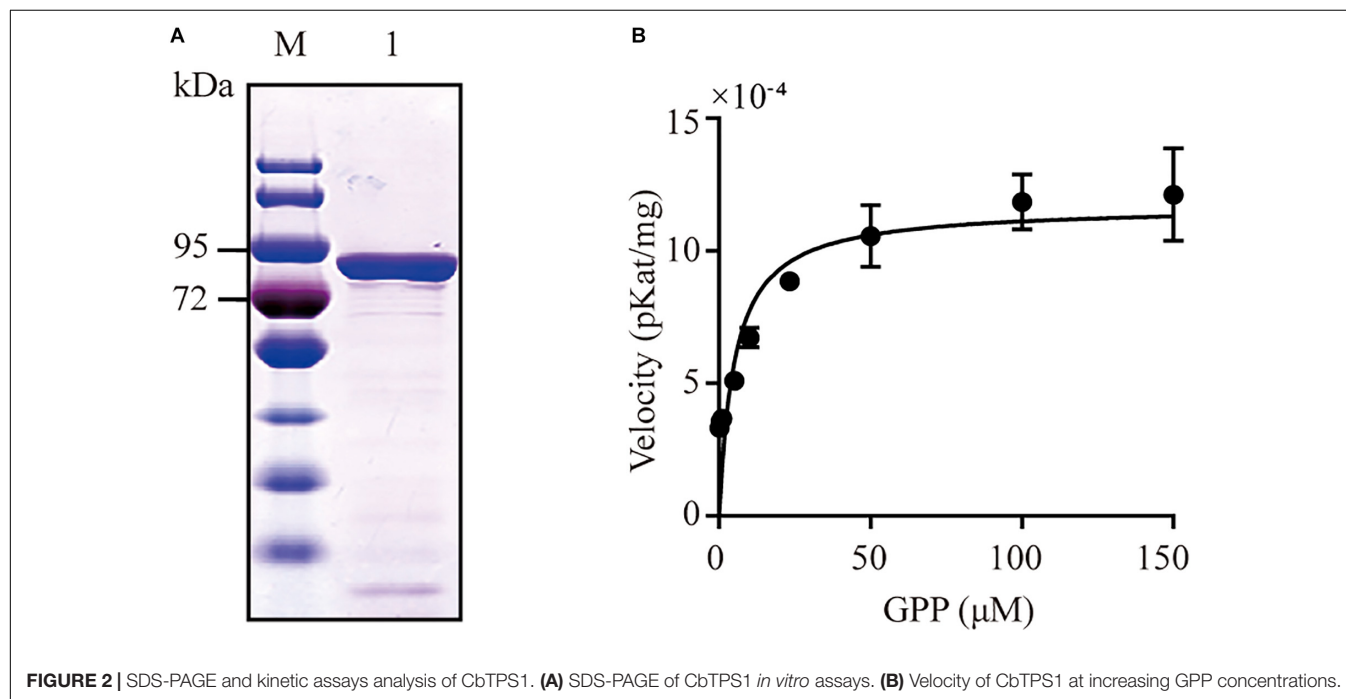 A
M 1
kDa
95
72
B
×10⁻⁴
15
10
5
0
Velocity (pKat/mg)
0 50 100 150
GPP (μM)
FIGURE 2 | SDS-PAGE and kinetic assays analysis of CbTPS1. (A) SDS-PAGE of CbTPS1 in vitro assays. (B) Velocity of CbTPS1 at increasing GPP concentrations.